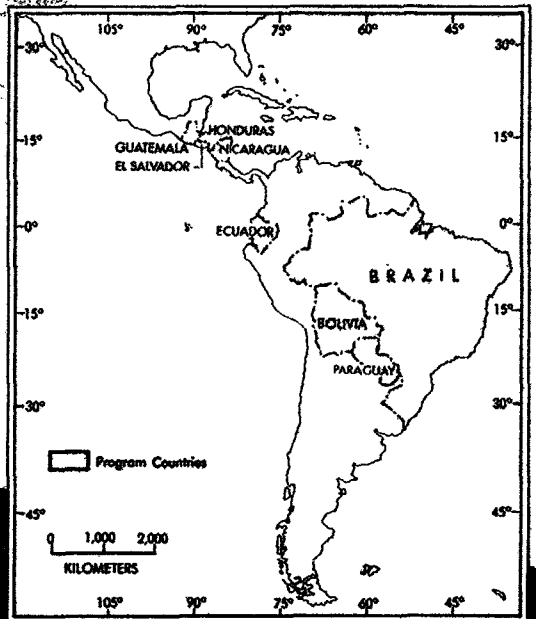 105° 90° 75° 60° 45°
30° 30°
HONDURAS
15° 15°
GUATEMALA NICARAGUA
EL SALVADOR
0° 0°
ECUADOR
BRAZIL
15° 15°
BOLIVIA
PARAGUAY
30° 30°
Program Countries
45° 45°
0 1,000 2,000
KILOMETERS
105° 90° 75° 60° 45°